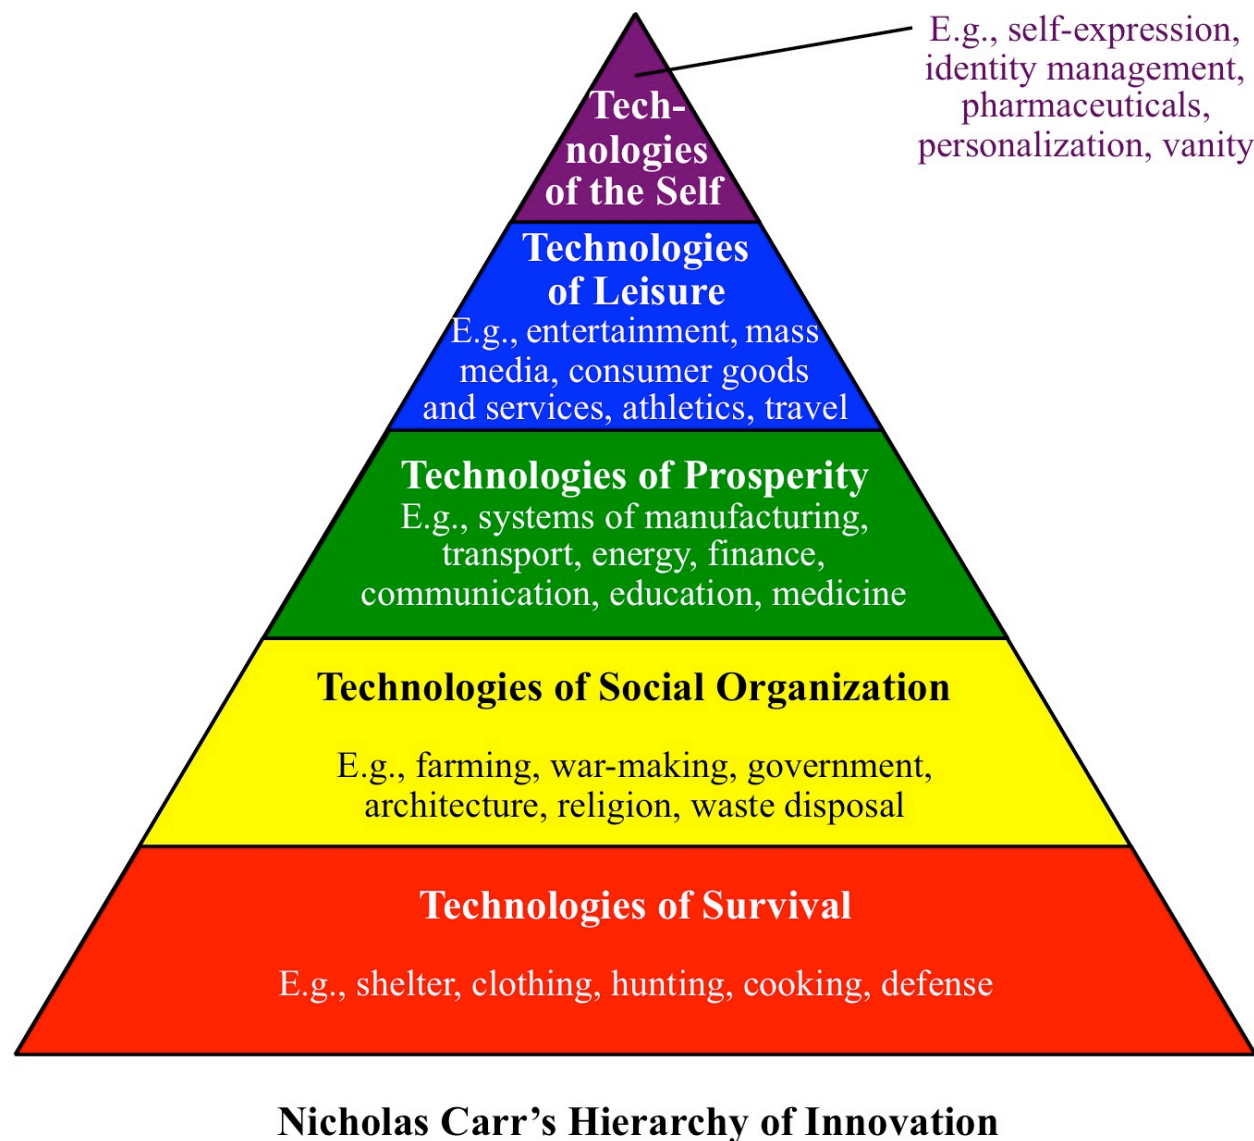 E.g., self-expression,
identity management,
pharmaceuticals,
personalization, vanity
Tech-
nologies
of the Self
Technologies
of Leisure
E.g., entertainment, mass
media, consumer goods
and services, athletics, travel
Technologies of Prosperity
E.g., systems of manufacturing,
transport, energy, finance,
communication, education, medicine
Technologies of Social Organization
E.g., farming, war-making, government,
architecture, religion, waste disposal
Technologies of Survival
E.g., shelter, clothing, hunting, cooking, defense
Nicholas Carr’s Hierarchy of Innovation